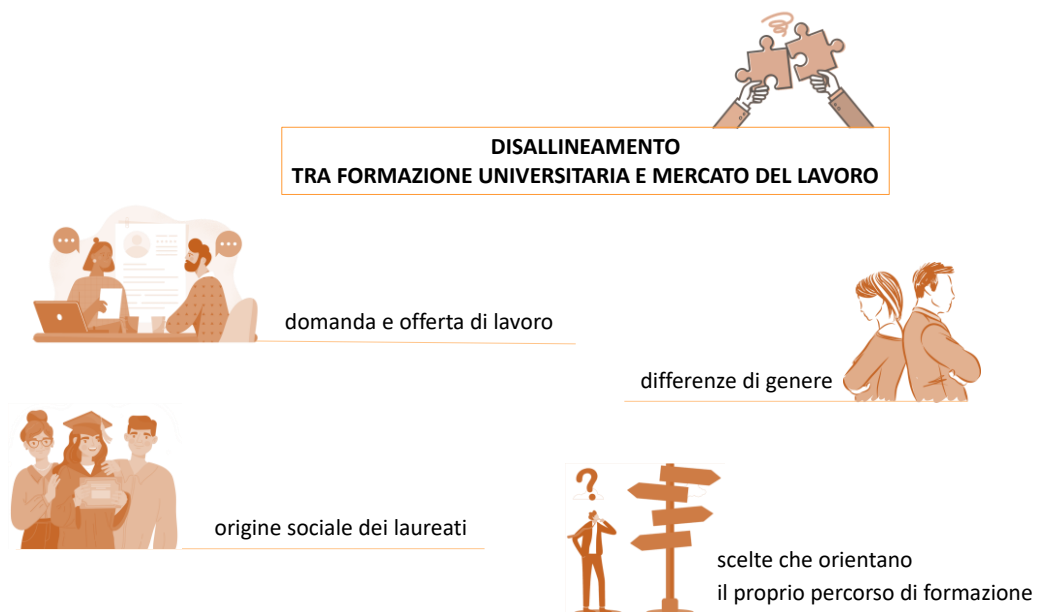 DISALLINEAMENTO
TRA FORMAZIONE UNIVERSITARIA E MERCATO DEL LAVORO
domanda e offerta di lavoro
differenze di genere
origine sociale dei laureati
scelte che orientano
il proprio percorso di formazione